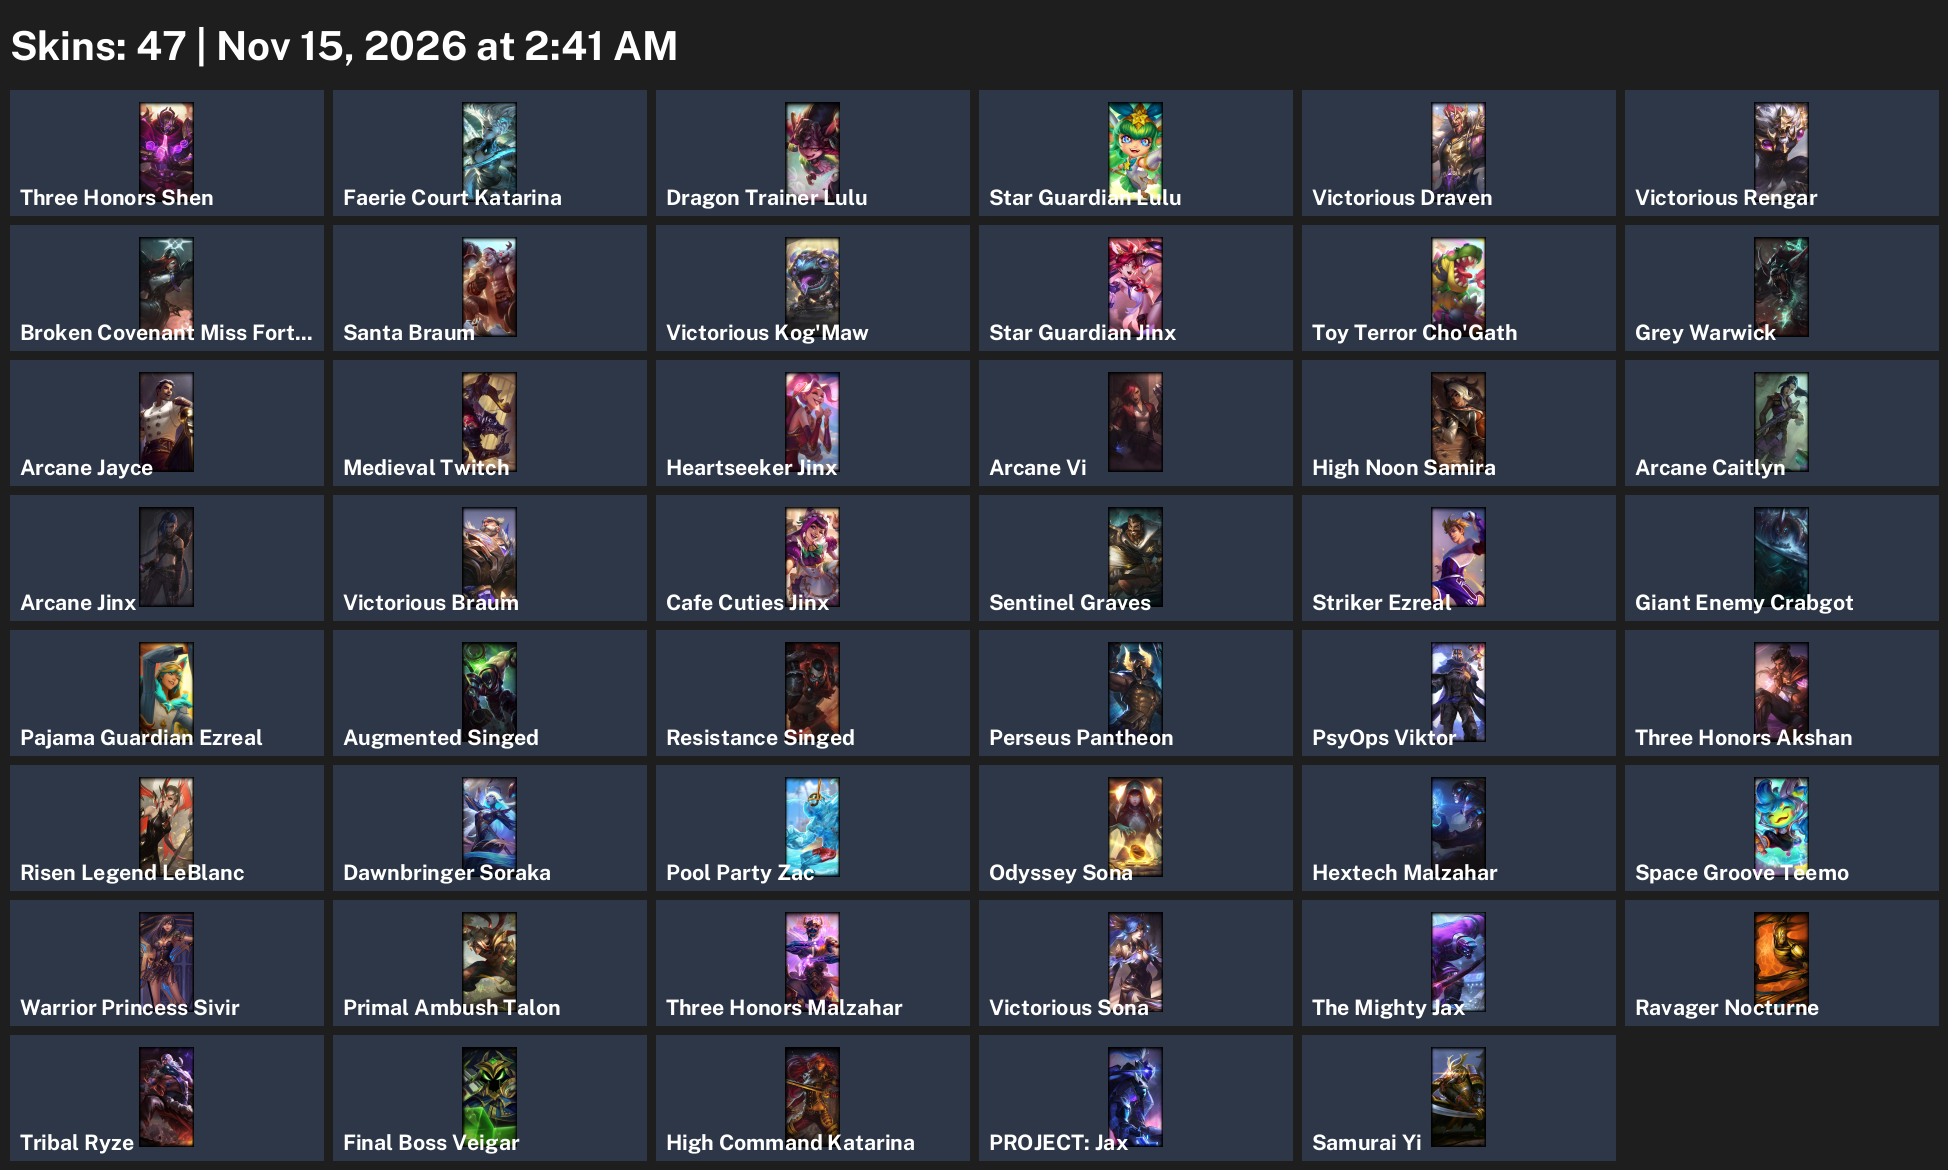 Skins: 47 | Nov 15, 2026 at 2:41 AM
Three Honors Shen
Faerie Court Katarina
Dragon Trainer Lulu
Star Guardian Lulu
Victorious Draven
Victorious Rengar
Broken Covenant Miss Fort...
Santa Braum
Victorious Kog'Maw
Star Guardian Jinx
Toy Terror Cho'Gath
Grey Warwick
Arcane Jayce
Medieval Twitch
Heartseeker Jinx
Arcane Vi
High Noon Samira
Arcane Caitlyn
Arcane Jinx
Victorious Braum
Cafe Cuties Jinx
Sentinel Graves
Striker Ezreal
Giant Enemy Crabgot
Pajama Guardian Ezreal
Augmented Singed
Resistance Singed
Perseus Pantheon
PsyOps Viktor
Three Honors Akshan
Risen Legend LeBlanc
Dawnbringer Soraka
Pool Party Zac
Odyssey Sona
Hextech Malzahar
Space Groove Teemo
Warrior Princess Sivir
Primal Ambush Talon
Three Honors Malzahar
Victorious Sona
The Mighty Jax
Ravager Nocturne
Tribal Ryze
Final Boss Veigar
High Command Katarina
PROJECT: Jax
Samurai Yi